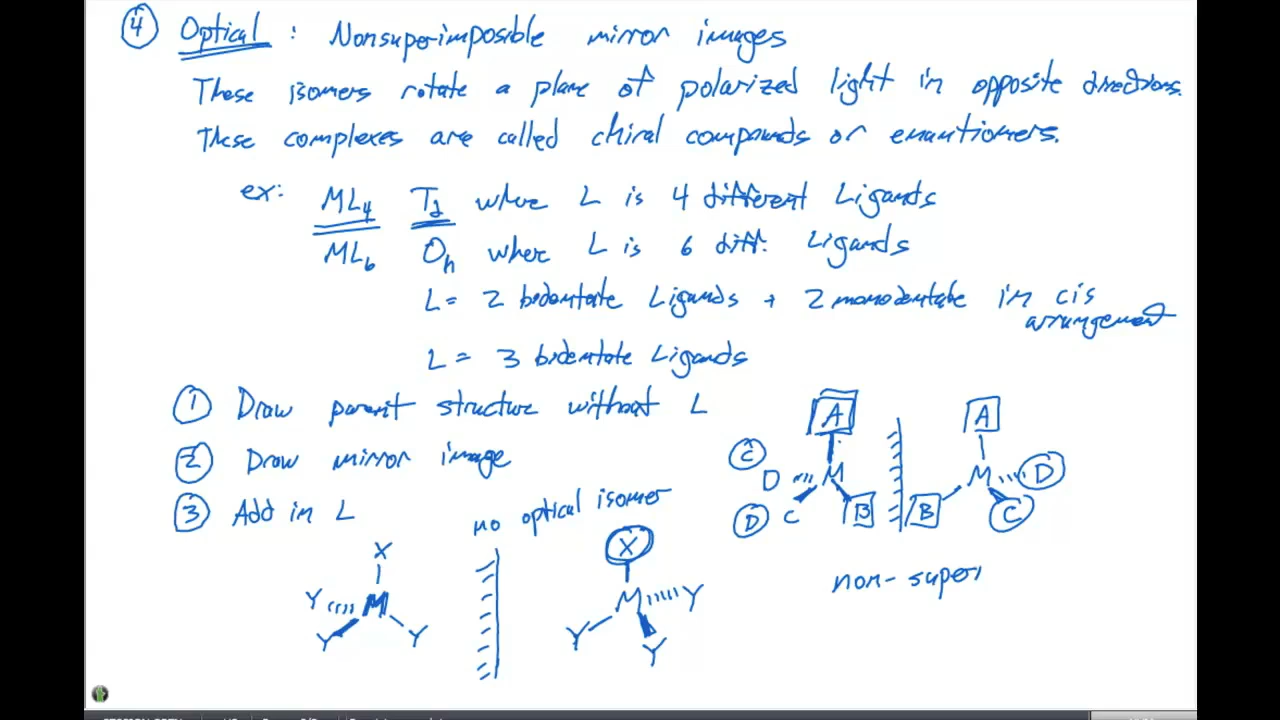 ④ Optical : Nonsuperimposible mirror images
These isomers rotate a plane of polarized light in opposite directions.
These complexes are called chiral compounds or enantiomers.
ex: ML₄ Td where L is 4 different Ligands
ML₆ Oh where L is 6 diff. Ligands
L = 2 bidentate Ligands + 2 monodentate in cis
arrangement
L = 3 bidentate Ligands
① Draw parent structure without L
② Draw mirror image
③ Add in L
no optical isomer
X
Y M
Y Y
X
M Y
Y Y
A
C
D M
D C B
A
M D
B C
non-super